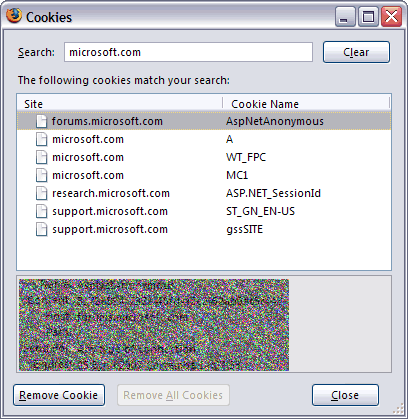 Cookies
Search: microsoft.com Clear
The following cookies match your search:
Site Cookie Name
forums.microsoft.com AspNetAnonymous
microsoft.com A
microsoft.com WT_FPC
microsoft.com MC1
research.microsoft.com ASP.NET_SessionId
support.microsoft.com ST_GN_EN-US
support.microsoft.com gssSITE
Remove Cookie Remove All Cookies Close